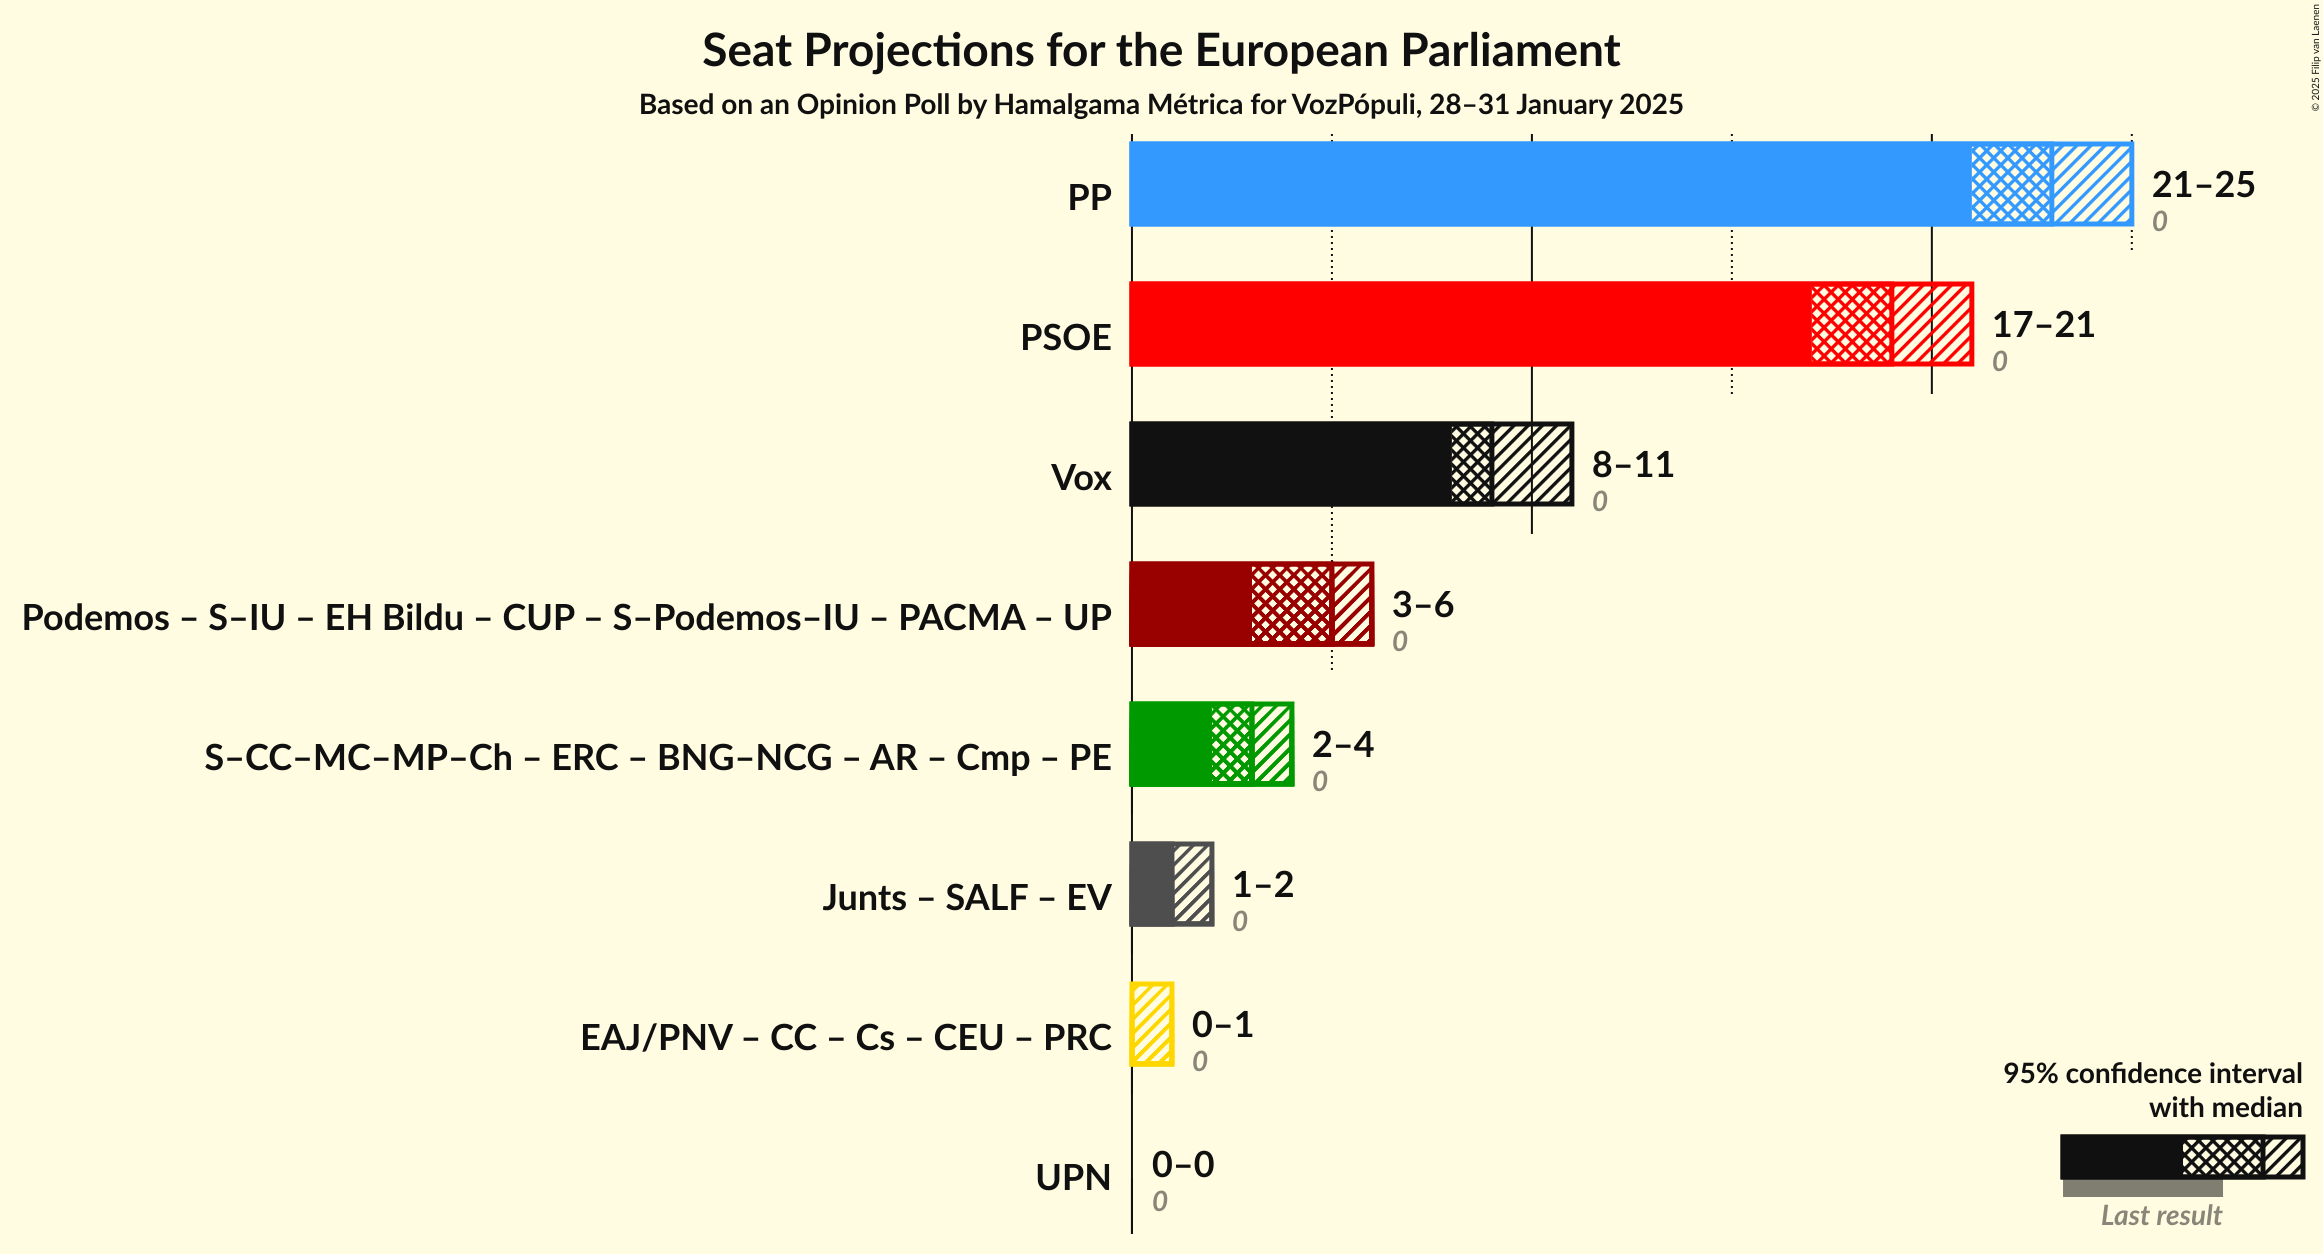 Seat Projections for the European Parliament
Based on an Opinion Poll by Hamalgama Métrica for VozPópuli, 28–31 January 2025
© 2025 Filip van Laenen
PP
21–25
0
PSOE
17–21
0
Vox
8–11
0
Podemos – S–IU – EH Bildu – CUP – S–Podemos–IU – PACMA – UP
3–6
0
S–CC–MC–MP–Ch – ERC – BNG–NCG – AR – Cmp – PE
2–4
0
Junts – SALF – EV
1–2
0
EAJ/PNV – CC – Cs – CEU – PRC
0–1
0
UPN
0–0
0
95% confidence interval
with median
Last result